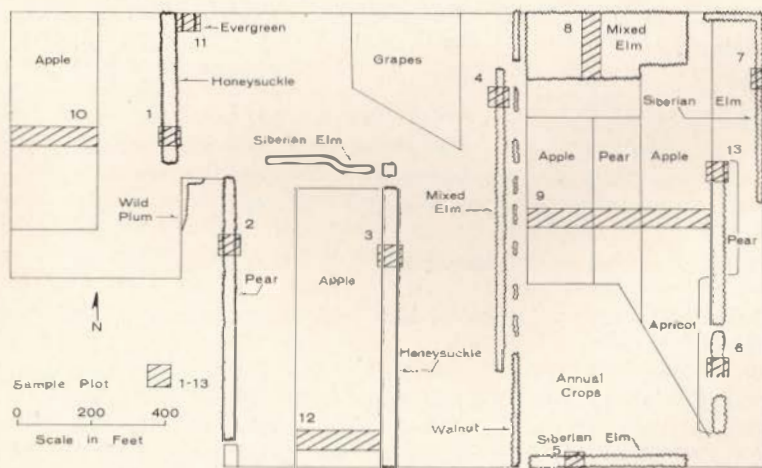 Apple
10
1
11
Evergreen
Honeysuckle
Grapes
Siberian Elm
Wild
Plum
2
Pear
3
Apple
12
Honeysuckle
4
Mixed
Elm
Walnut
8
Mixed
Elm
7
Siberian
Elm
Apple
Pear
Apple
13
9
Pear
Apricot
6
Annual
Crops
Siberian Elm
5
N
Sample Plot
1-13
0 200 400
Scale in Feet